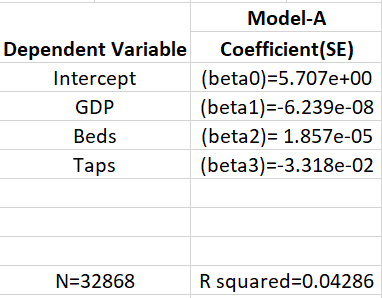 Model-A
Dependent Variable Coefficient(SE)
Intercept (beta0)=5.707e+00
GDP (beta1)=-6.239e-08
Beds (beta2)= 1.857e-05
Taps (beta3)=-3.318e-02
N=32868 R squared=0.04286